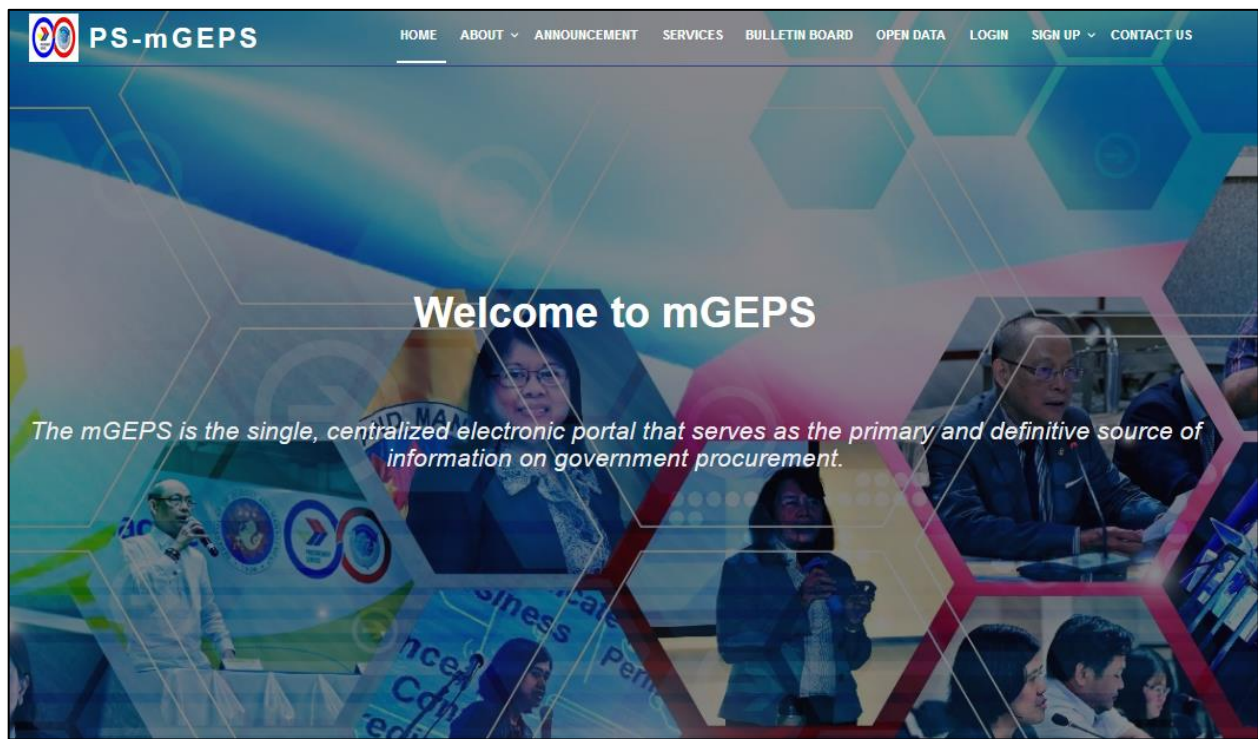 PS-mGEPS
HOME ABOUT ANNOUNCEMENT SERVICES BULLETIN BOARD OPEN DATA LOGIN SIGN UP CONTACT US
Welcome to mGEPS
The mGEPS is the single, centralized electronic portal that serves as the primary and definitive source of
information on government procurement.